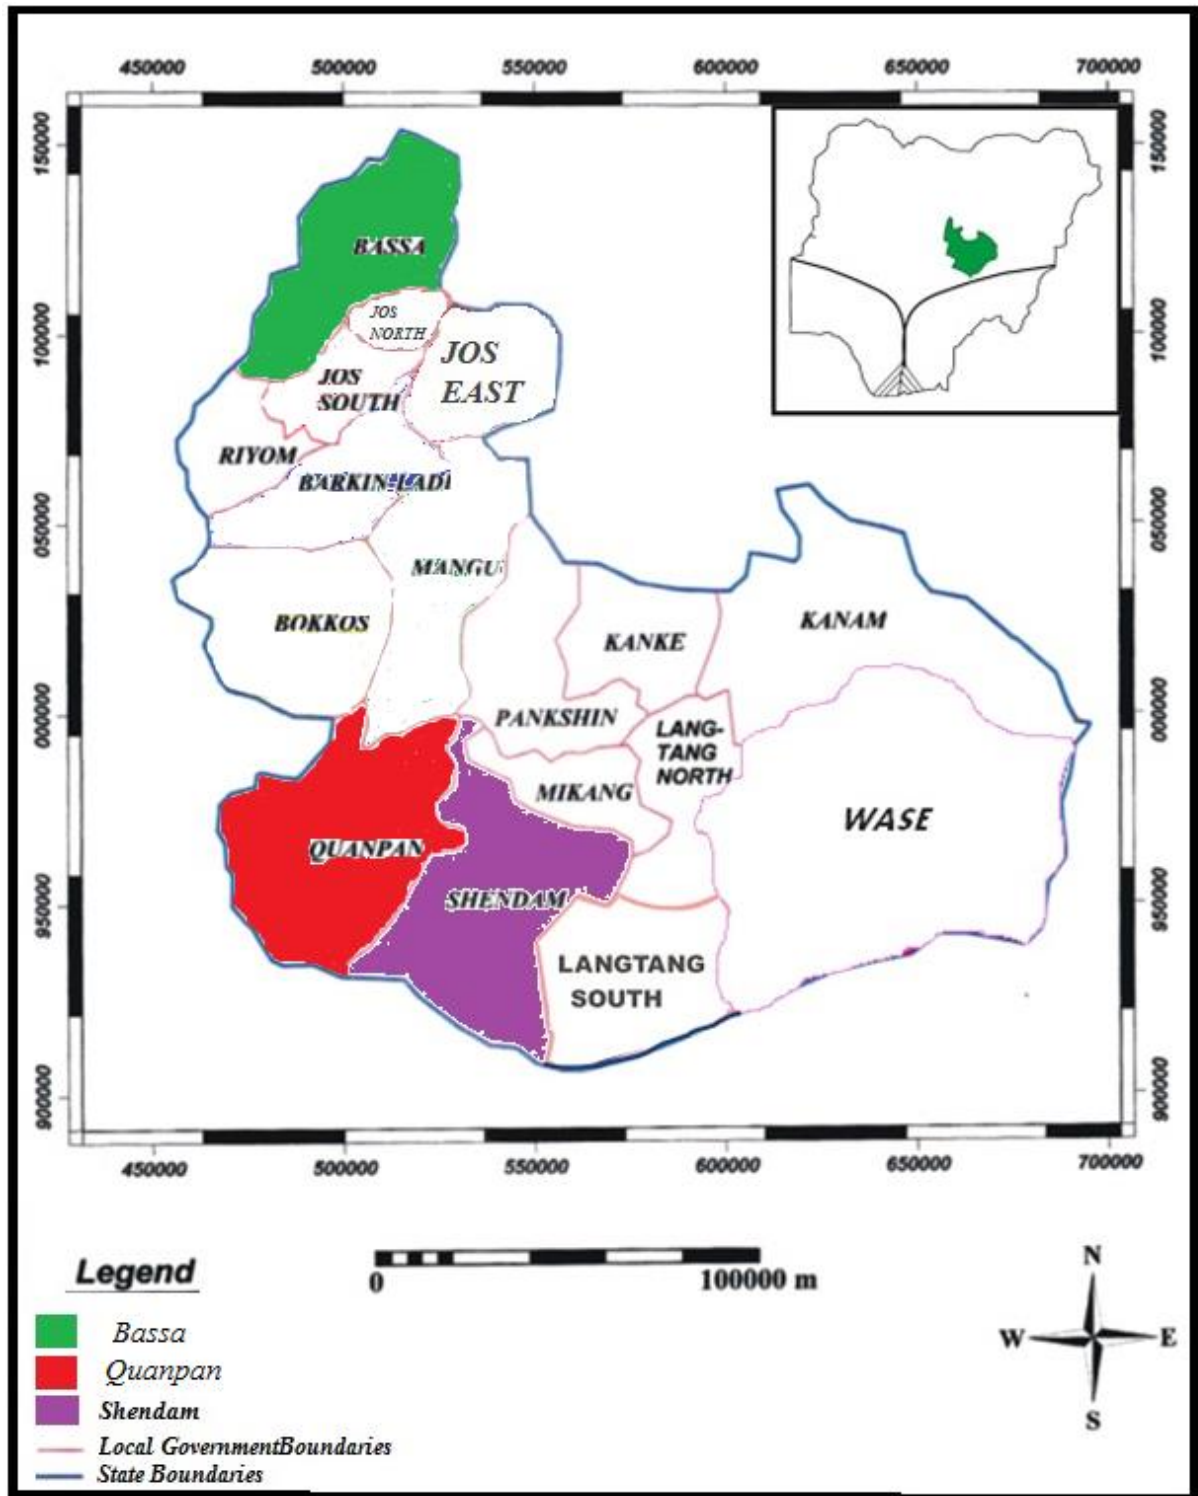 450000 500000 550000 600000 650000 700000
150000
100000
050000
000000
950000
900000
150000
100000
050000
000000
950000
900000
BASSA
JOS
NORTH
JOS
EAST
JOS
SOUTH
RIYOM
BARKIN-LADI
MANGU
BOKKOS
KANKE
KANAM
PANKSHIN
LANG-
TANG
NORTH
MIKANG
WASE
QUANPAN
SHENDAM
LANGTANG
SOUTH
450000 500000 550000 600000 650000 700000
Legend
0 100000 m
Bassa
Quanpan
Shendam
Local GovernmentBoundaries
State Boundaries
N
W E
S